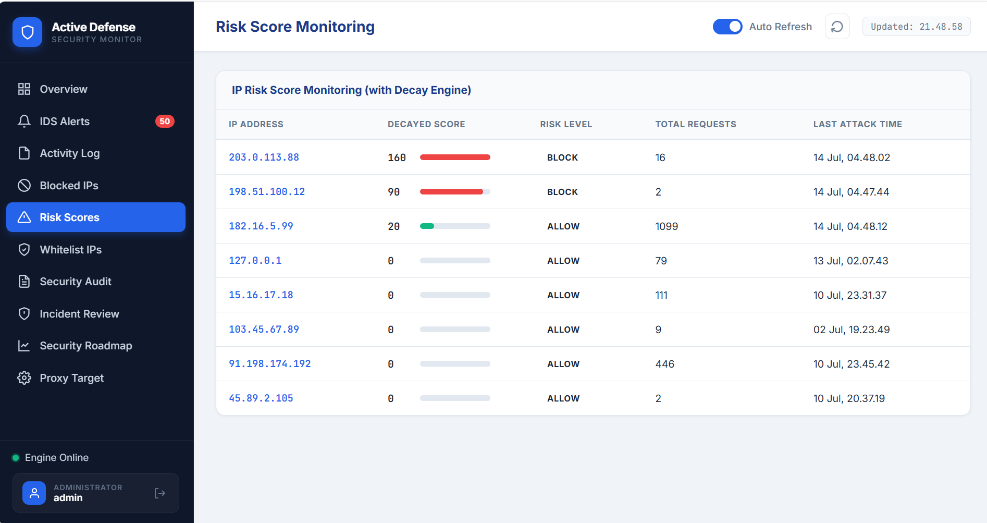 Active Defense
SECURITY MONITOR
Risk Score Monitoring
Auto Refresh
Updated: 21.48.58
Overview
IDS Alerts 50
Activity Log
Blocked IPs
Risk Scores
Whitelist IPs
Security Audit
Incident Review
Security Roadmap
Proxy Target
Engine Online
ADMINISTRATOR
admin
IP Risk Score Monitoring (with Decay Engine)
IP ADDRESS DECAYED SCORE RISK LEVEL TOTAL REQUESTS LAST ATTACK TIME
203.0.113.88 160 BLOCK 16 14 Jul, 04.48.02
198.51.100.12 90 BLOCK 2 14 Jul, 04.47.44
182.16.5.99 20 ALLOW 1099 14 Jul, 04.48.12
127.0.0.1 0 ALLOW 79 13 Jul, 02.07.43
15.16.17.18 0 ALLOW 111 10 Jul, 23.31.37
103.45.67.89 0 ALLOW 9 02 Jul, 19.23.49
91.198.174.192 0 ALLOW 446 10 Jul, 23.45.42
45.89.2.105 0 ALLOW 2 10 Jul, 20.37.19